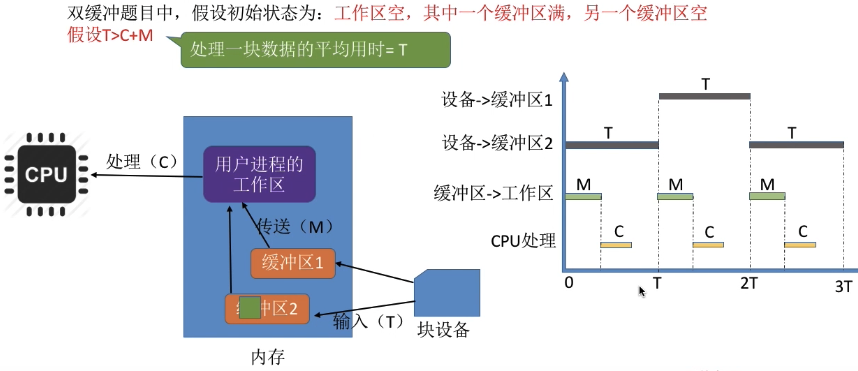 双缓冲题目中，假设初始状态为：工作区空，其中一个缓冲区满，另一个缓冲区空
假设T>C+M
处理一块数据的平均用时= T
CPU
处理（C）
用户进程的
工作区
传送（M）
缓冲区1
冲区2
输入（T）
块设备
内存
设备->缓冲区1
T
设备->缓冲区2
T
T
缓冲区->工作区
M
M
M
CPU处理
C
C
C
0
T
2T
3T